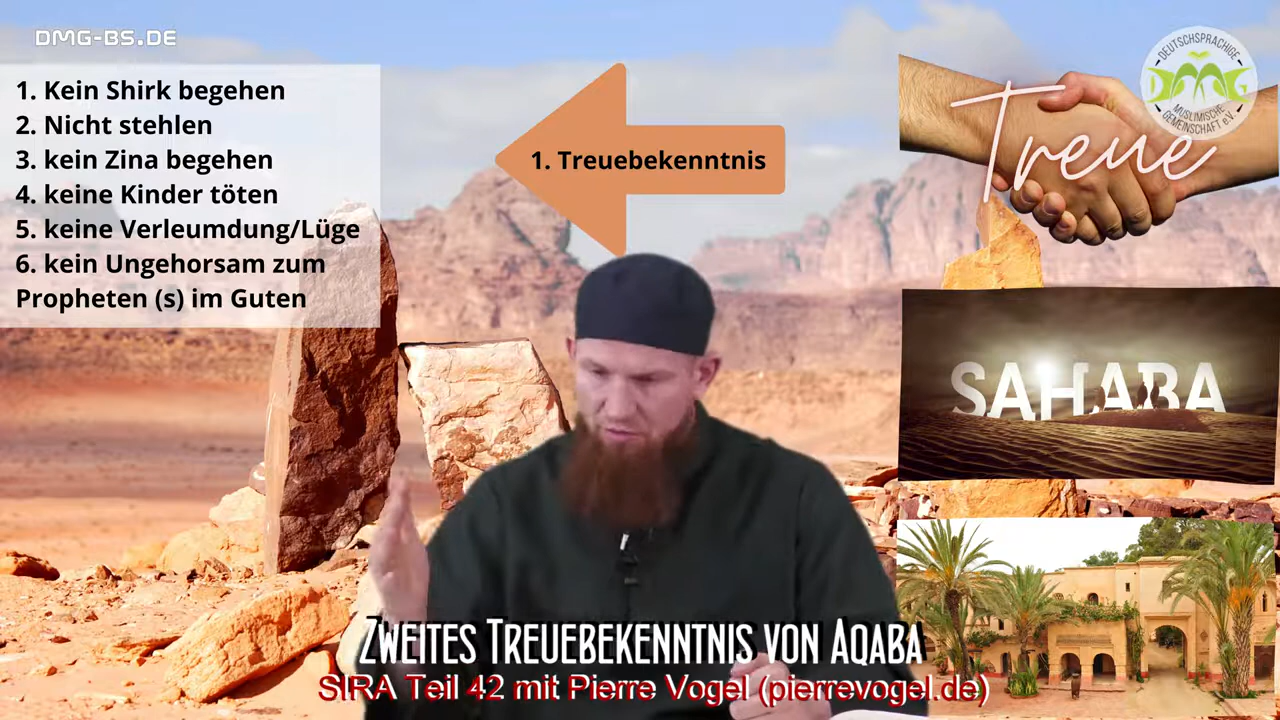 DMG-BS.DE
1. Kein Shirk begehen
2. Nicht stehlen
3. kein Zina begehen
4. keine Kinder töten
5. keine Verleumdung/Lüge
6. kein Ungehorsam zum
Propheten (s) im Guten
1. Treuebekenntnis
DEUTSCHSPRACHIGE
DMG
MUSLIMISCHE
GEMEINSCHAFT e.V.
Treue
SAHABA
ZWEITES TREUEBEKENNTNIS VON AQABA
SIRA Teil 42 mit Pierre Vogel (pierrevogel.de)